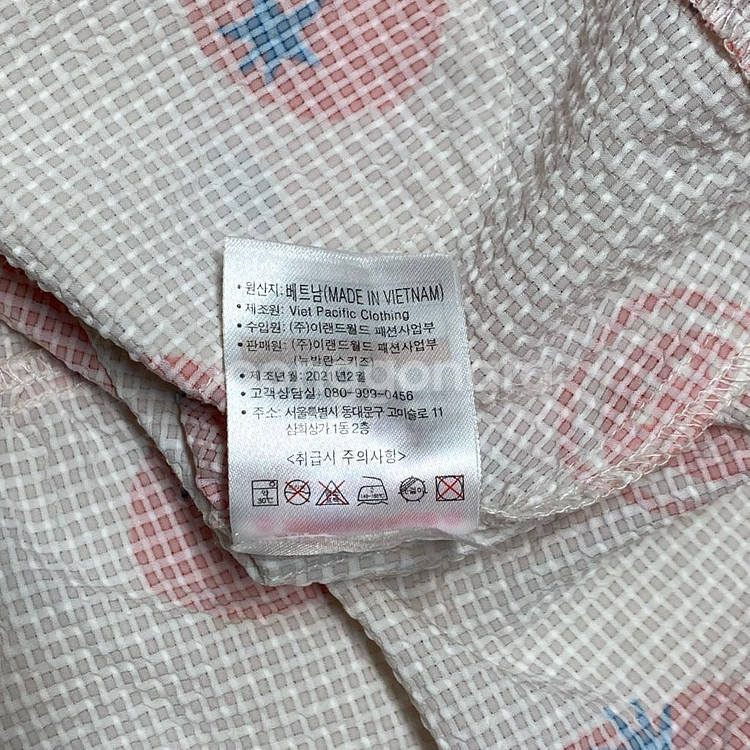 • 원산지: 베트남(MADE IN VIETNAM)
• 제조원: Viet Pacific Clothing
• 수입원: (주)이랜드월드 패션사업부
• 판매원: (주)이랜드월드 패션사업부
(뉴발란스키즈)
• 제조년월: 2021년2월
• 고객상담실: 080-999-0456
• 주소: 서울특별시 동대문구 고미술로 11
삼희상가 1동 2층
<취급시 주의사항>
약 30℃